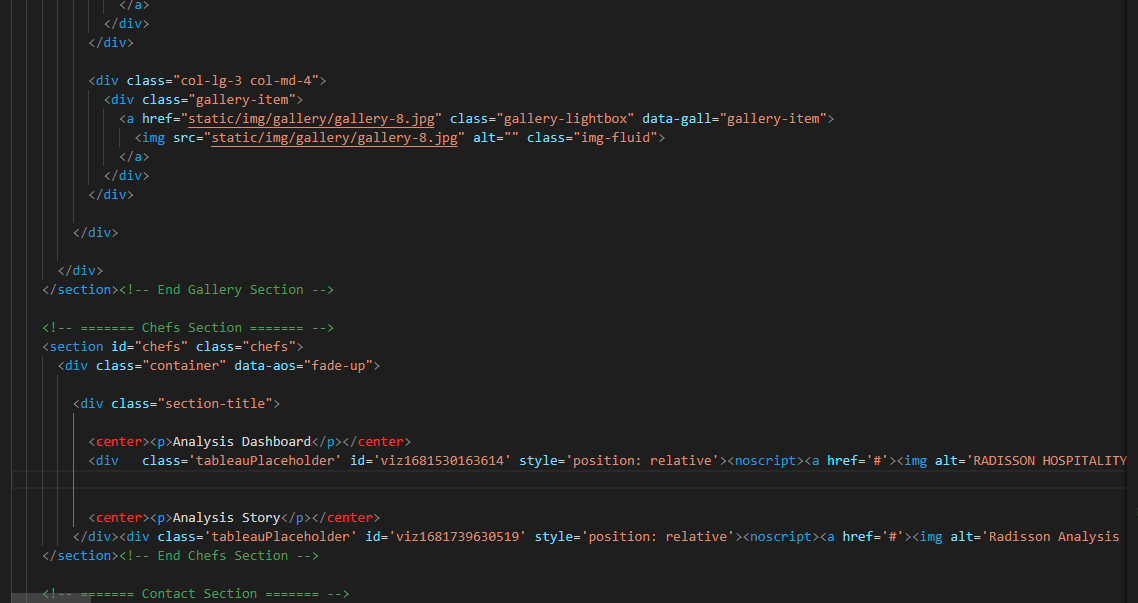 </a>
</div>
</div>
<div class="col-lg-3 col-md-4">
<div class="gallery-item">
<a href="static/img/gallery/gallery-8.jpg" class="gallery-lightbox" data-gall="gallery-item">
<img src="static/img/gallery/gallery-8.jpg" alt="" class="img-fluid">
</a>
</div>
</div>
</div>
</div>
</section><!-- End Gallery Section -->
<!-- ======= Chefs Section ======= -->
<section id="chefs" class="chefs">
<div class="container" data-aos="fade-up">
<div class="section-title">
<center><p>Analysis Dashboard</p></center>
<div   class='tableauPlaceholder' id='viz1681530163614' style='position: relative'><noscript><a href='#'><img alt='RADISSON HOSPITALITY
<center><p>Analysis Story</p></center>
</div><div class='tableauPlaceholder' id='viz1681739630519' style='position: relative'><noscript><a href='#'><img alt='Radisson Analysis
</section><!-- End Chefs Section -->
<!-- ======= Contact Section ======= -->